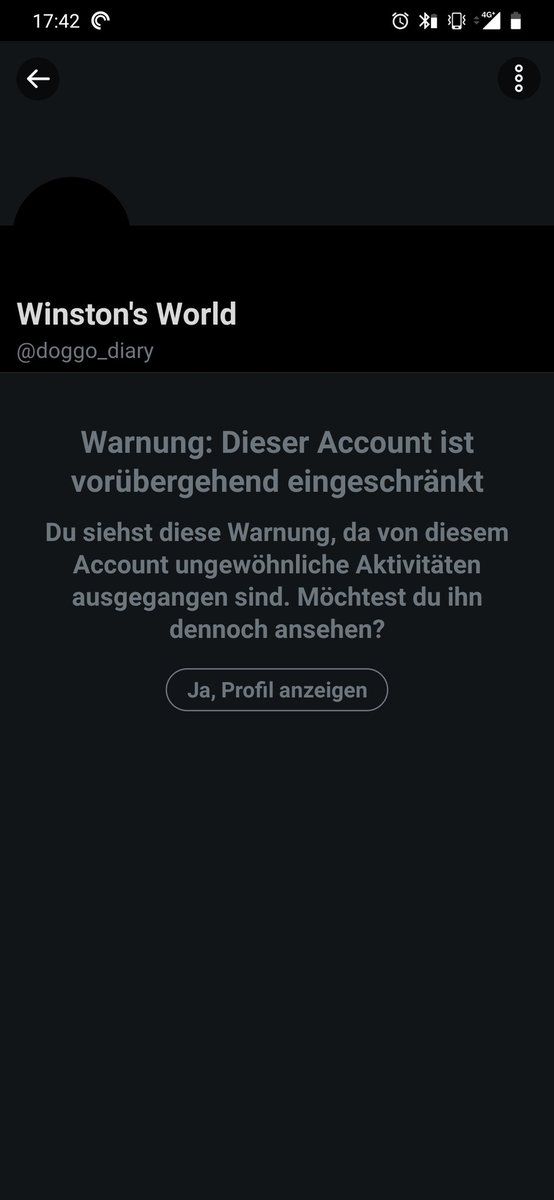 17:42
4G+
Winston's World
@doggo_diary
Warnung: Dieser Account ist
vorübergehend eingeschränkt
Du siehst diese Warnung, da von diesem
Account ungewöhnliche Aktivitäten
ausgegangen sind. Möchtest du ihn
dennoch ansehen?
Ja, Profil anzeigen